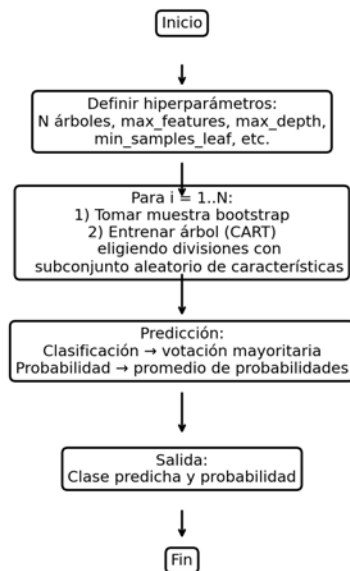 Inicio
Definir hiperparámetros:
N árboles, max_features, max_depth,
min_samples_leaf, etc.
Para i = 1..N:
1) Tomar muestra bootstrap
2) Entrenar árbol (CART)
eligiendo divisiones con
subconjunto aleatorio de características
Predicción:
Clasificación → votación mayoritaria
Probabilidad → promedio de probabilidades
Salida:
Clase predicha y probabilidad
Fin